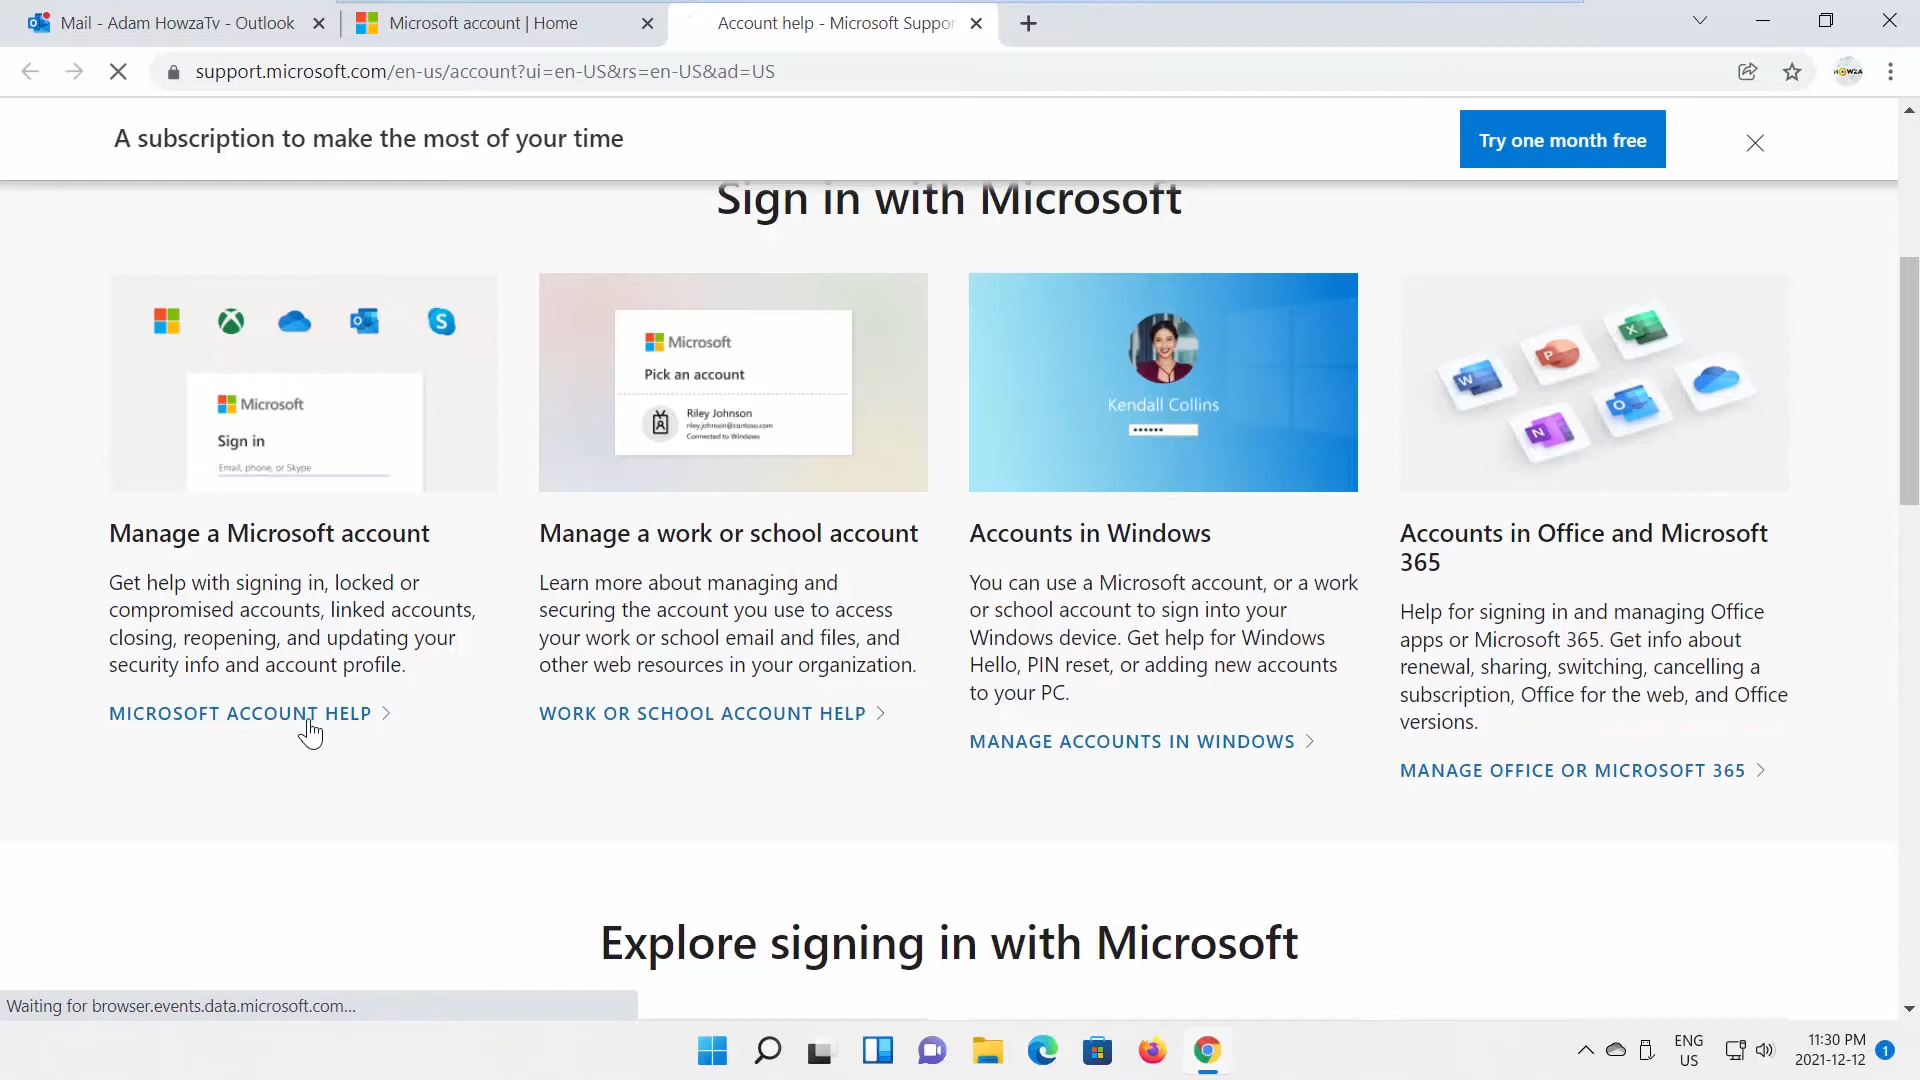 Mail - Adam HowzaTv - Outlook
Microsoft account | Home
Account help - Microsoft Suppor
support.microsoft.com/en-us/account?ui=en-US&rs=en-US&ad=US
HOWZA
A subscription to make the most of your time
Try one month free
Sign in with Microsoft
Microsoft
Sign in
Email, phone, or Skype
Microsoft
Pick an account
Riley Johnson
riley.johnson@contoso.com
Connected to Windows
Kendall Collins
Manage a Microsoft account
Get help with signing in, locked or
compromised accounts, linked accounts,
closing, reopening, and updating your
security info and account profile.
MICROSOFT ACCOUNT HELP
Manage a work or school account
Learn more about managing and
securing the account you use to access
your work or school email and files, and
other web resources in your organization.
WORK OR SCHOOL ACCOUNT HELP
Accounts in Windows
You can use a Microsoft account, or a work
or school account to sign into your
Windows device. Get help for Windows
Hello, PIN reset, or adding new accounts
to your PC.
MANAGE ACCOUNTS IN WINDOWS
Accounts in Office and Microsoft
365
Help for signing in and managing Office
apps or Microsoft 365. Get info about
renewal, sharing, switching, cancelling a
subscription, Office for the web, and Office
versions.
MANAGE OFFICE OR MICROSOFT 365
Explore signing in with Microsoft
Waiting for browser.events.data.microsoft.com...
ENG
US
11:30 PM
2021-12-12
1